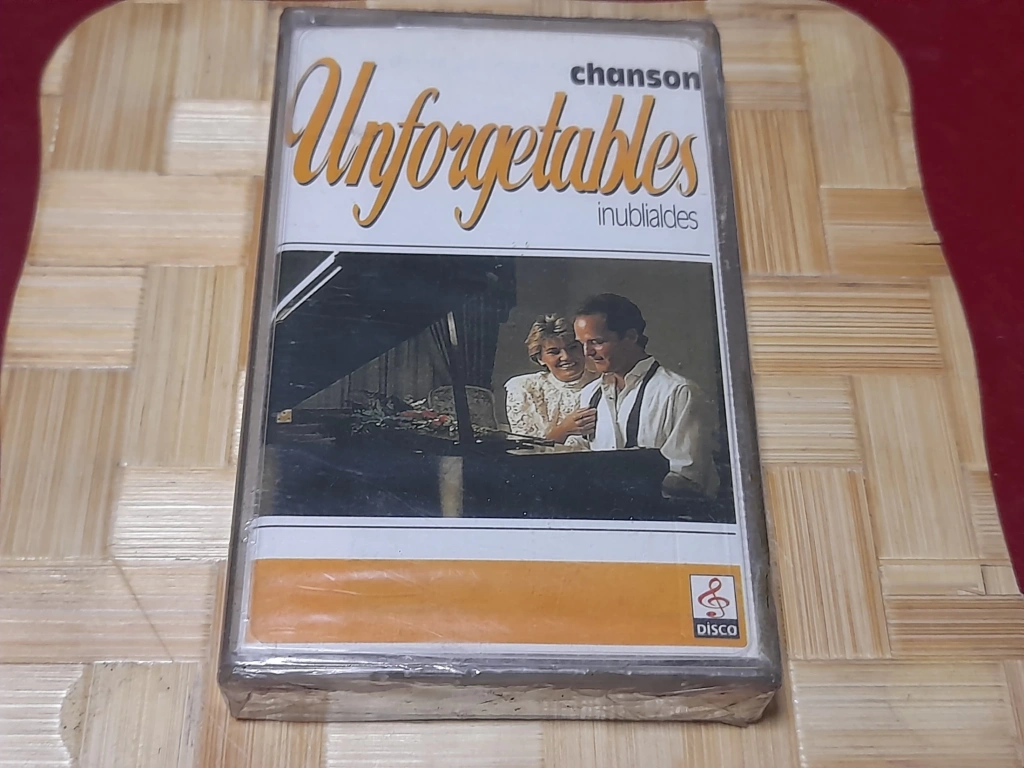 chanson
Unforgetables
inublialdes
DISCO